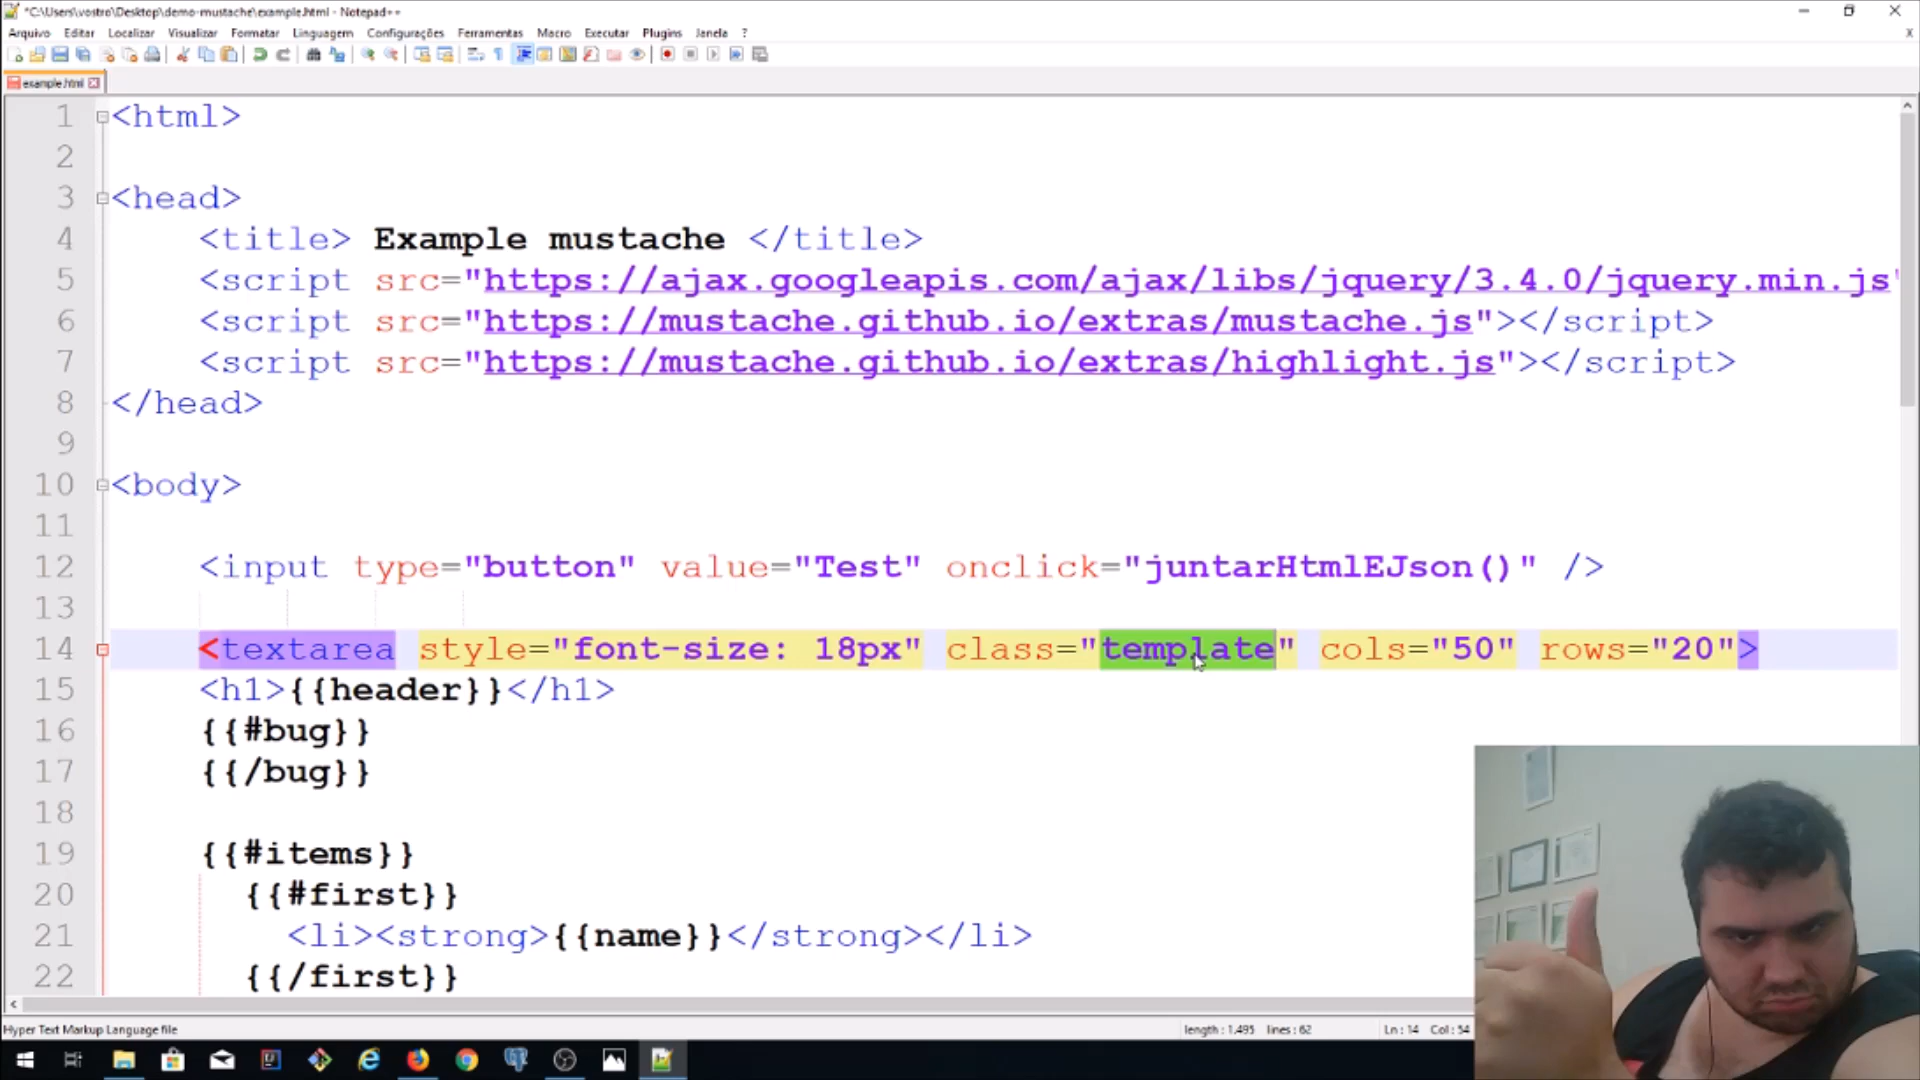 *C:\Users\vostro\Desktop\demo-mustache\example.html - Notepad++
Arquivo Editar Localizar Visualizar Formatar Linguagem Configurações Ferramentas Macro Executar Plugins Janela ?
X
example.html
1 <html>
2
3 <head>
4 <title> Example mustache </title>
5 <script src="https://ajax.googleapis.com/ajax/libs/jquery/3.4.0/jquery.min.js"
6 <script src="https://mustache.github.io/extras/mustache.js"></script>
7 <script src="https://mustache.github.io/extras/highlight.js"></script>
8 </head>
9
10 <body>
11
12 <input type="button" value="Test" onclick="juntarHtmlEJson()" />
13
14 <textarea style="font-size: 18px" class="template" cols="50" rows="20">
15 <h1>{{header}}</h1>
16 {{#bug}}
17 {{/bug}}
18
19 {{#items}}
20 {{#first}}
21 <li><strong>{{name}}</strong></li>
22 {{/first}}
Hyper Text Markup Language file length : 1.495 lines : 62 Ln : 14 Col : 54